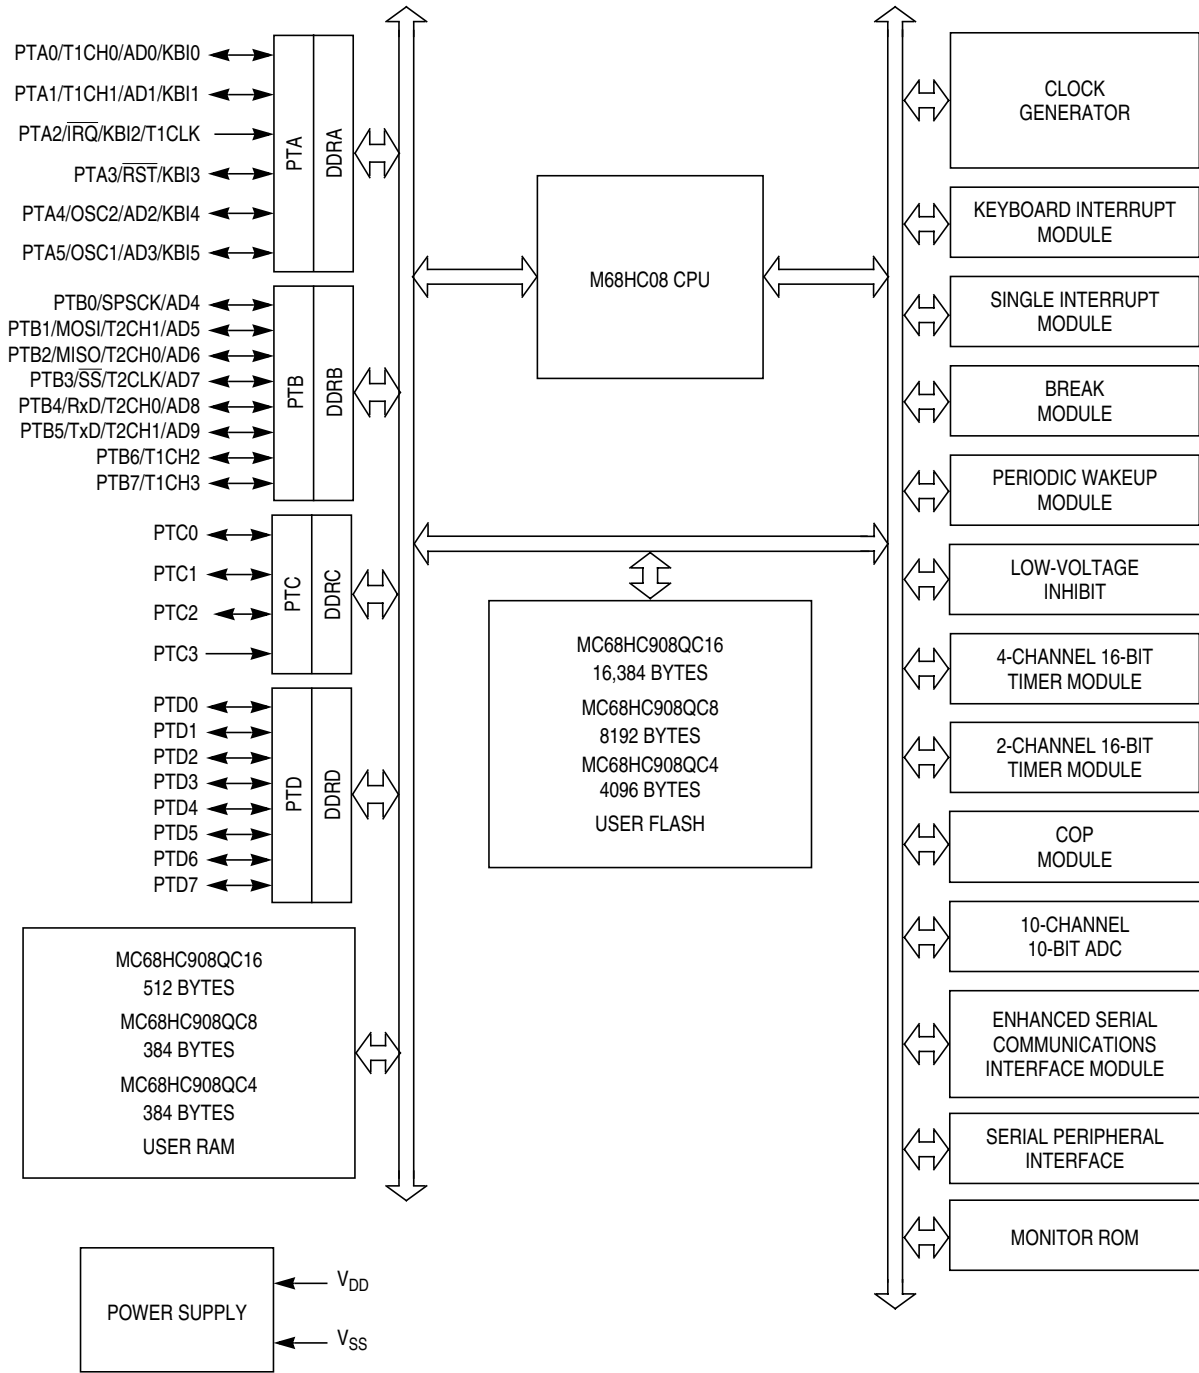 PTA0/T1CH0/AD0/KBI0
PTA1/T1CH1/AD1/KBI1
PTA2/I̅R̅Q̅/KBI2/T1CLK
PTA3/R̅S̅T̅/KBI3
PTA4/OSC2/AD2/KBI4
PTA5/OSC1/AD3/KBI5
PTA
DDRA
PTB0/SPSCK/AD4
PTB1/MOSI/T2CH1/AD5
PTB2/MISO/T2CH0/AD6
PTB3/S̅S̅/T2CLK/AD7
PTB4/RxD/T2CH0/AD8
PTB5/TxD/T2CH1/AD9
PTB6/T1CH2
PTB7/T1CH3
PTB
DDRB
PTC0
PTC1
PTC2
PTC3
PTC
DDRC
PTD0
PTD1
PTD2
PTD3
PTD4
PTD5
PTD6
PTD7
PTD
DDRD
MC68HC908QC16
512 BYTES
MC68HC908QC8
384 BYTES
MC68HC908QC4
384 BYTES
USER RAM
POWER SUPPLY
VDD
VSS
M68HC08 CPU
MC68HC908QC16
16,384 BYTES
MC68HC908QC8
8192 BYTES
MC68HC908QC4
4096 BYTES
USER FLASH
CLOCK
GENERATOR
KEYBOARD INTERRUPT
MODULE
SINGLE INTERRUPT
MODULE
BREAK
MODULE
PERIODIC WAKEUP
MODULE
LOW-VOLTAGE
INHIBIT
4-CHANNEL 16-BIT
TIMER MODULE
2-CHANNEL 16-BIT
TIMER MODULE
COP
MODULE
10-CHANNEL
10-BIT ADC
ENHANCED SERIAL
COMMUNICATIONS
INTERFACE MODULE
SERIAL PERIPHERAL
INTERFACE
MONITOR ROM